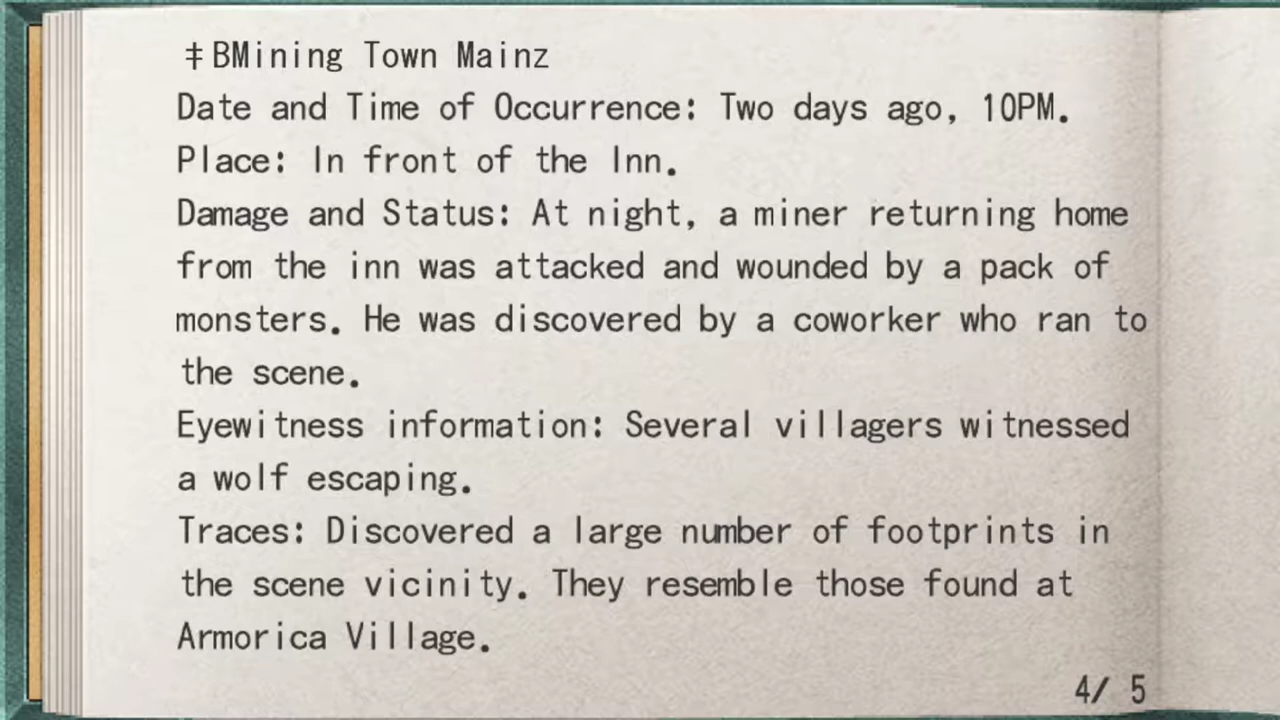 ‡BMining Town Mainz
Date and Time of Occurrence: Two days ago, 10PM.
Place: In front of the Inn.
Damage and Status: At night, a miner returning home
from the inn was attacked and wounded by a pack of
monsters. He was discovered by a coworker who ran to
the scene.
Eyewitness information: Several villagers witnessed
a wolf escaping.
Traces: Discovered a large number of footprints in
the scene vicinity. They resemble those found at
Armorica Village.
4/ 5